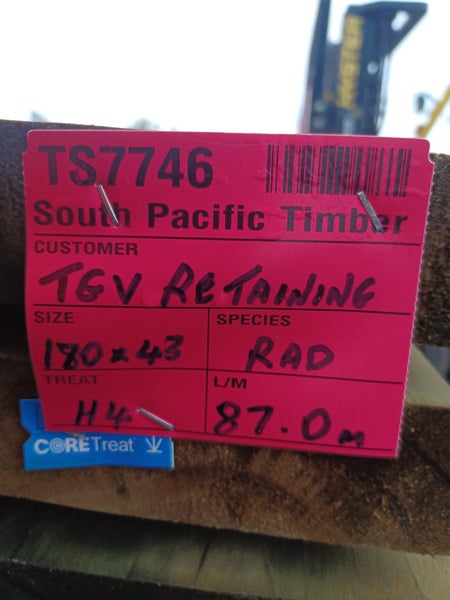 TS7746
South Pacific Timber
CUSTOMER
TGV RETAINING
SIZE
180 x 43
SPECIES
RAD
TREAT
H4
L/M
87.0m
CORETreat